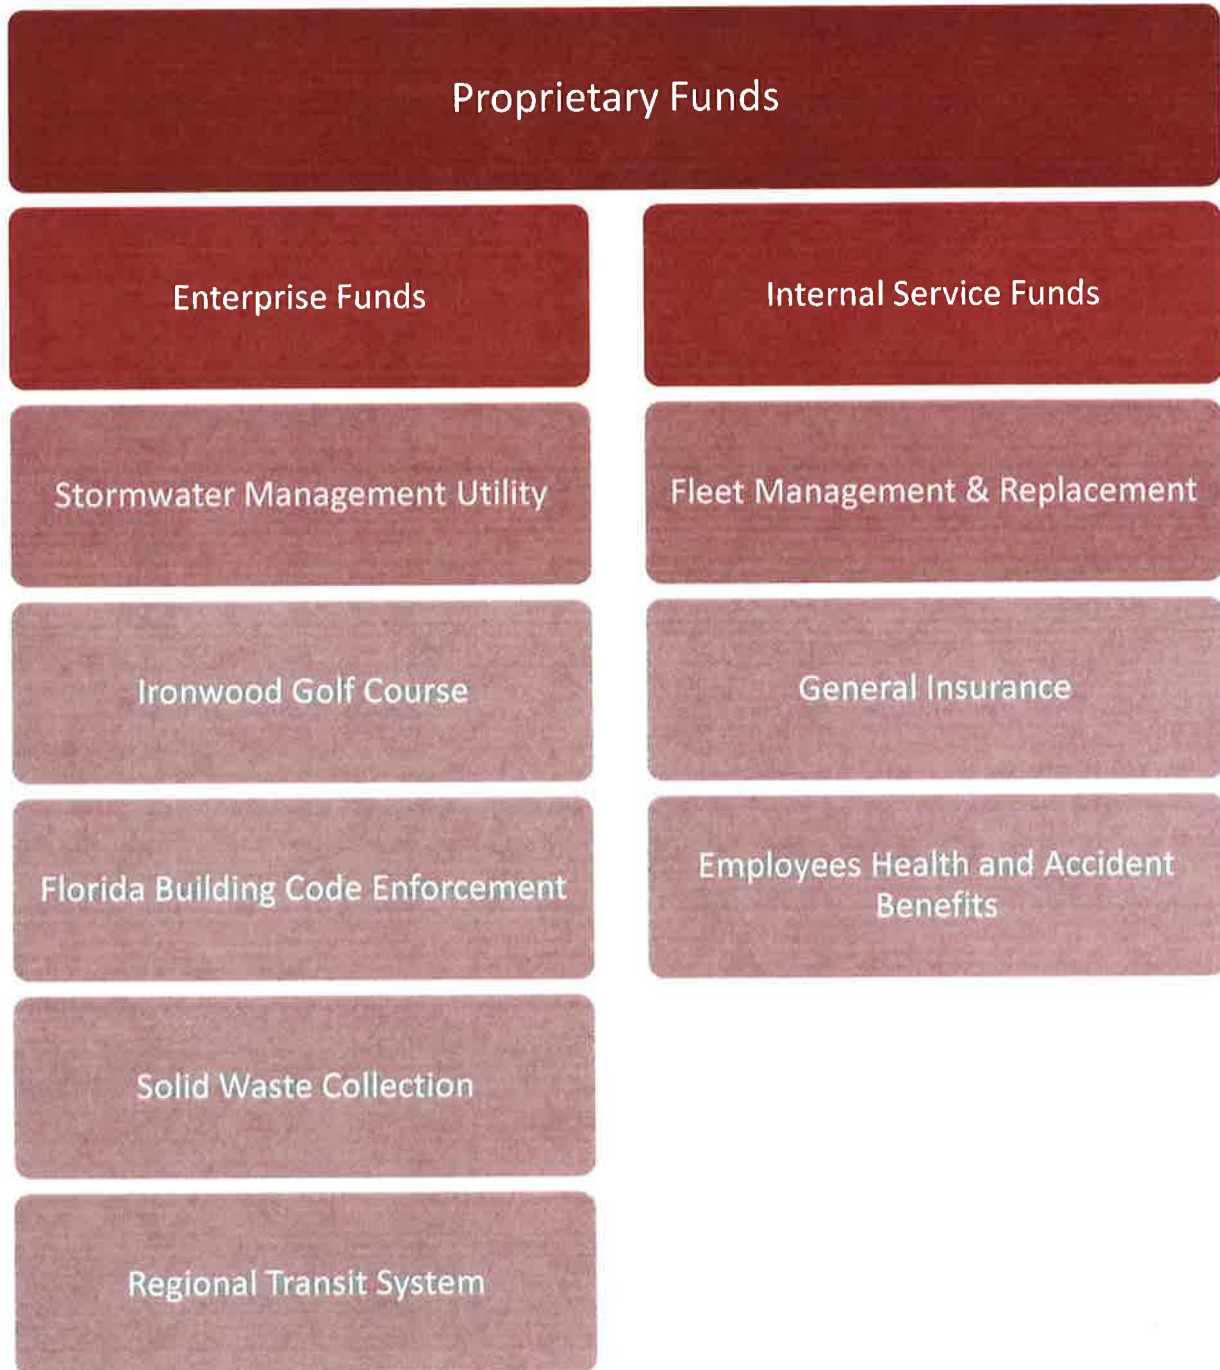 Proprietary Funds
Enterprise Funds
Internal Service Funds
Stormwater Management Utility
Fleet Management & Replacement
Ironwood Golf Course
General Insurance
Florida Building Code Enforcement
Employees Health and Accident
Benefits
Solid Waste Collection
Regional Transit System